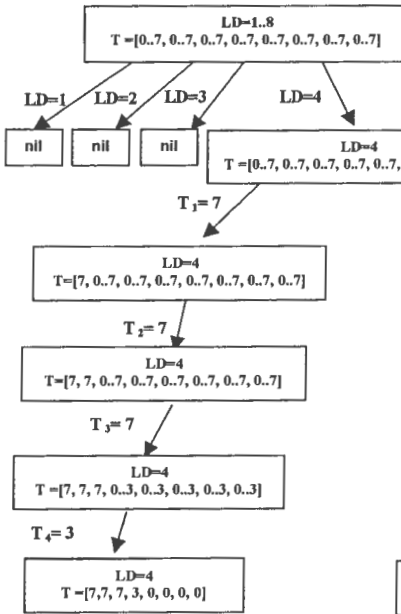 LD=1..8
T =[0..7, 0..7, 0..7, 0..7, 0..7, 0..7, 0..7, 0..7]
LD=1 LD=2 LD=3 LD=4
nil nil nil
LD=4
T =[0..7, 0..7, 0..7, 0..7, 0..7,
T 1= 7
LD=4
T=[7, 0..7, 0..7, 0..7, 0..7, 0..7, 0..7, 0..7]
T 2= 7
LD=4
T=[7, 7, 0..7, 0..7, 0..7, 0..7, 0..7, 0..7]
T 3= 7
LD=4
T =[7, 7, 7, 0..3, 0..3, 0..3, 0..3, 0..3]
T 4= 3
LD=4
T =[7,7, 7, 3, 0, 0, 0, 0]